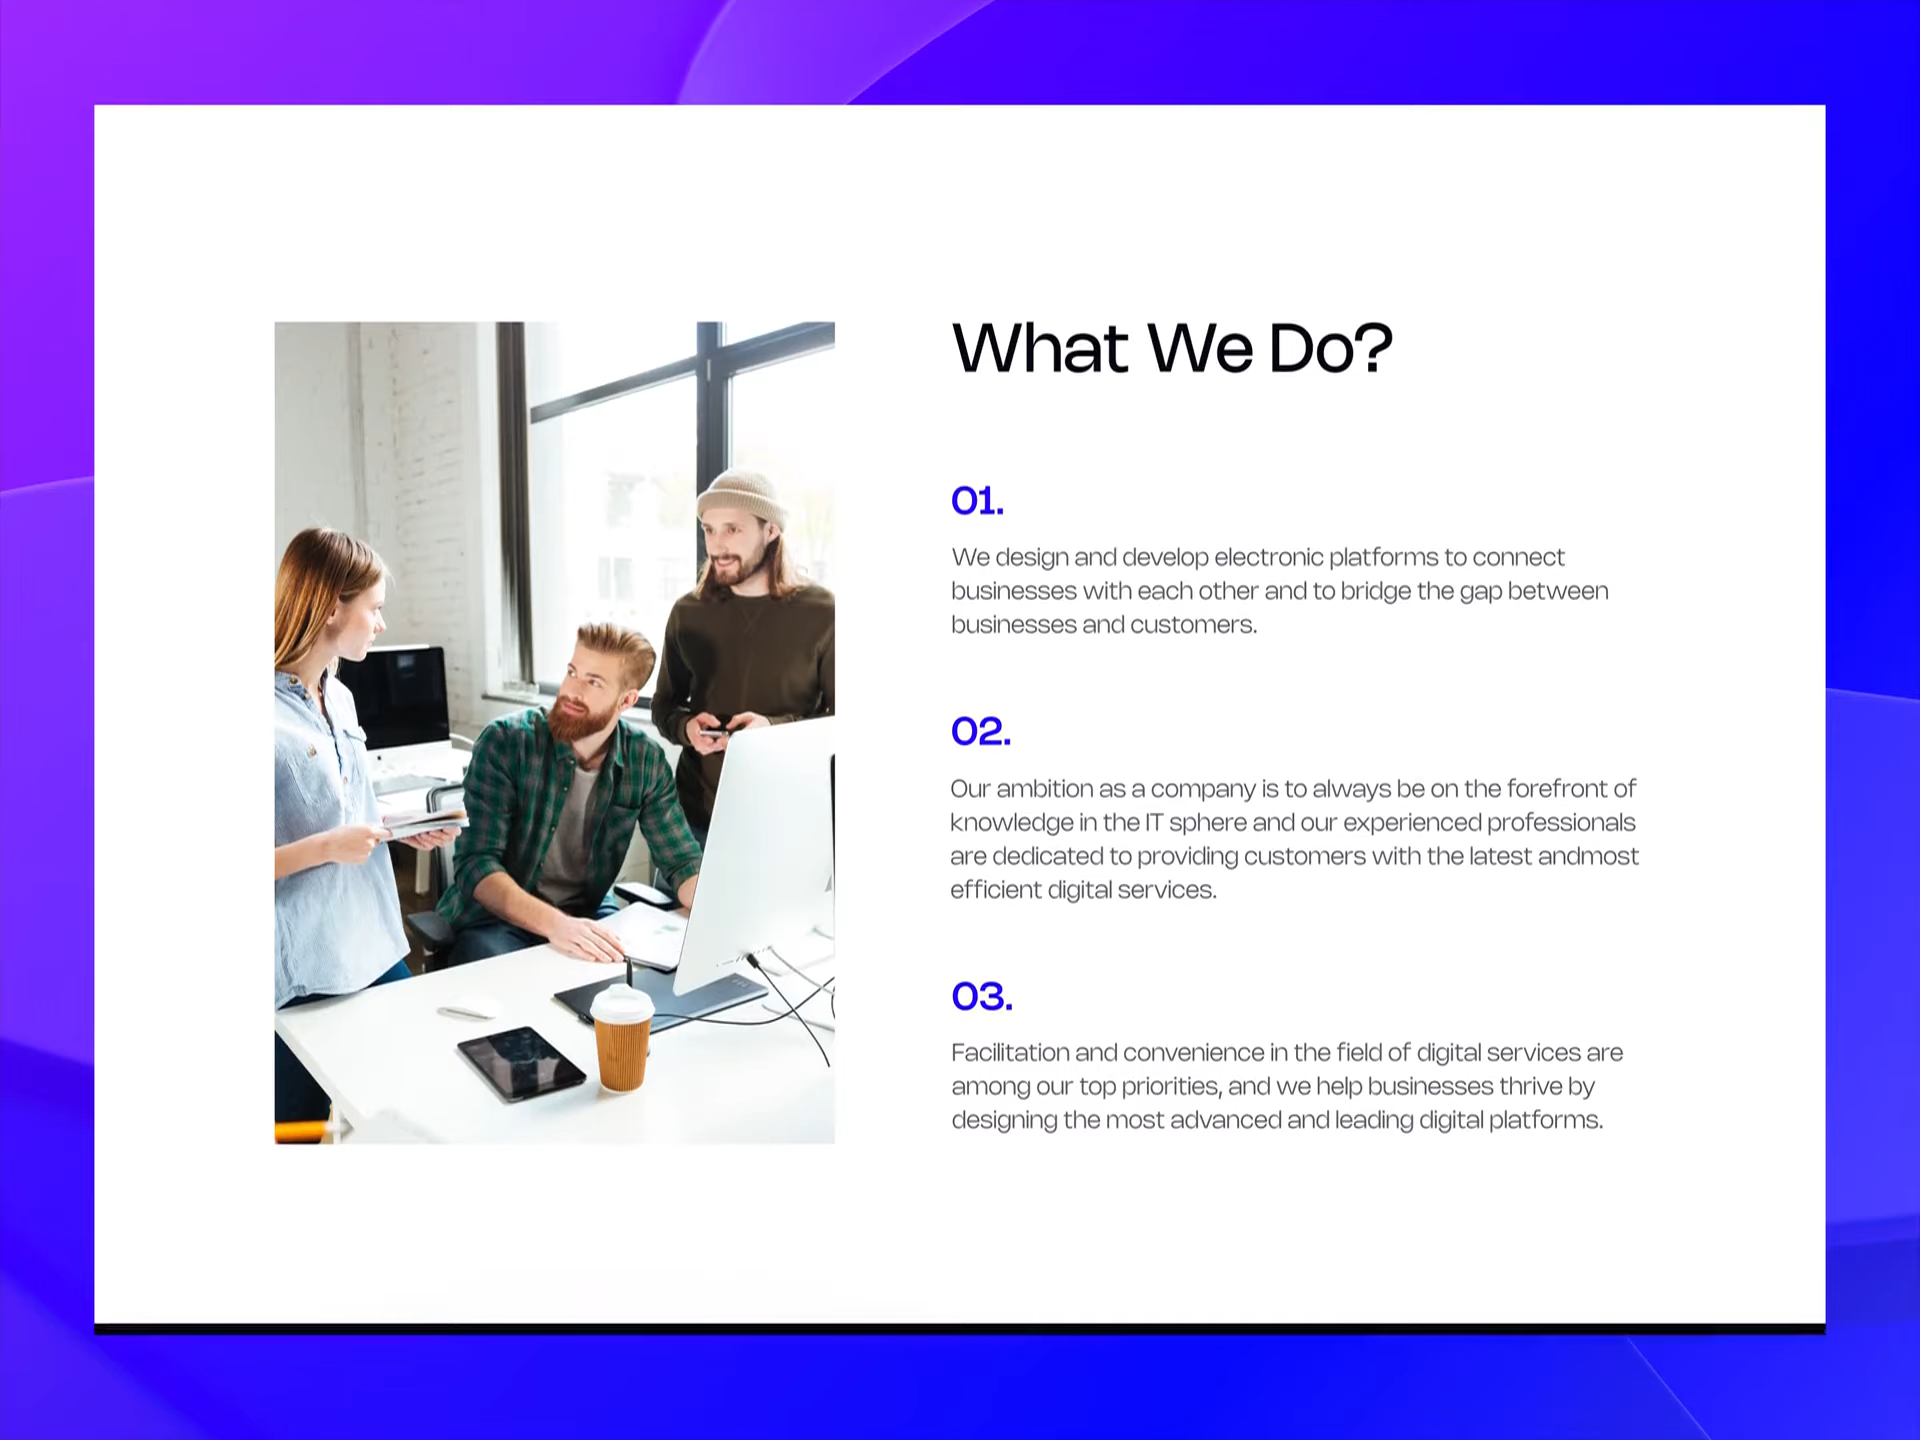 What We Do?
01.
We design and develop electronic platforms to connect
businesses with each other and to bridge the gap between
businesses and customers.
02.
Our ambition as a company is to always be on the forefront of
knowledge in the IT sphere and our experienced professionals
are dedicated to providing customers with the latest andmost
efficient digital services.
03.
Facilitation and convenience in the field of digital services are
among our top priorities, and we help businesses thrive by
designing the most advanced and leading digital platforms.